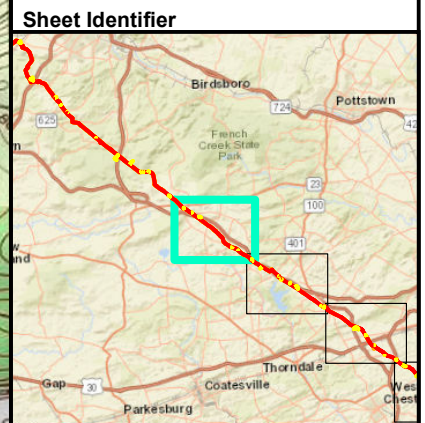 Sheet Identifier
Birdsboro
724
Pottstown
625
42
French
Creek State
Park
23
100
401
Thorndale
Gap
30
Coatesville
Wes
Chest
Parkesburg